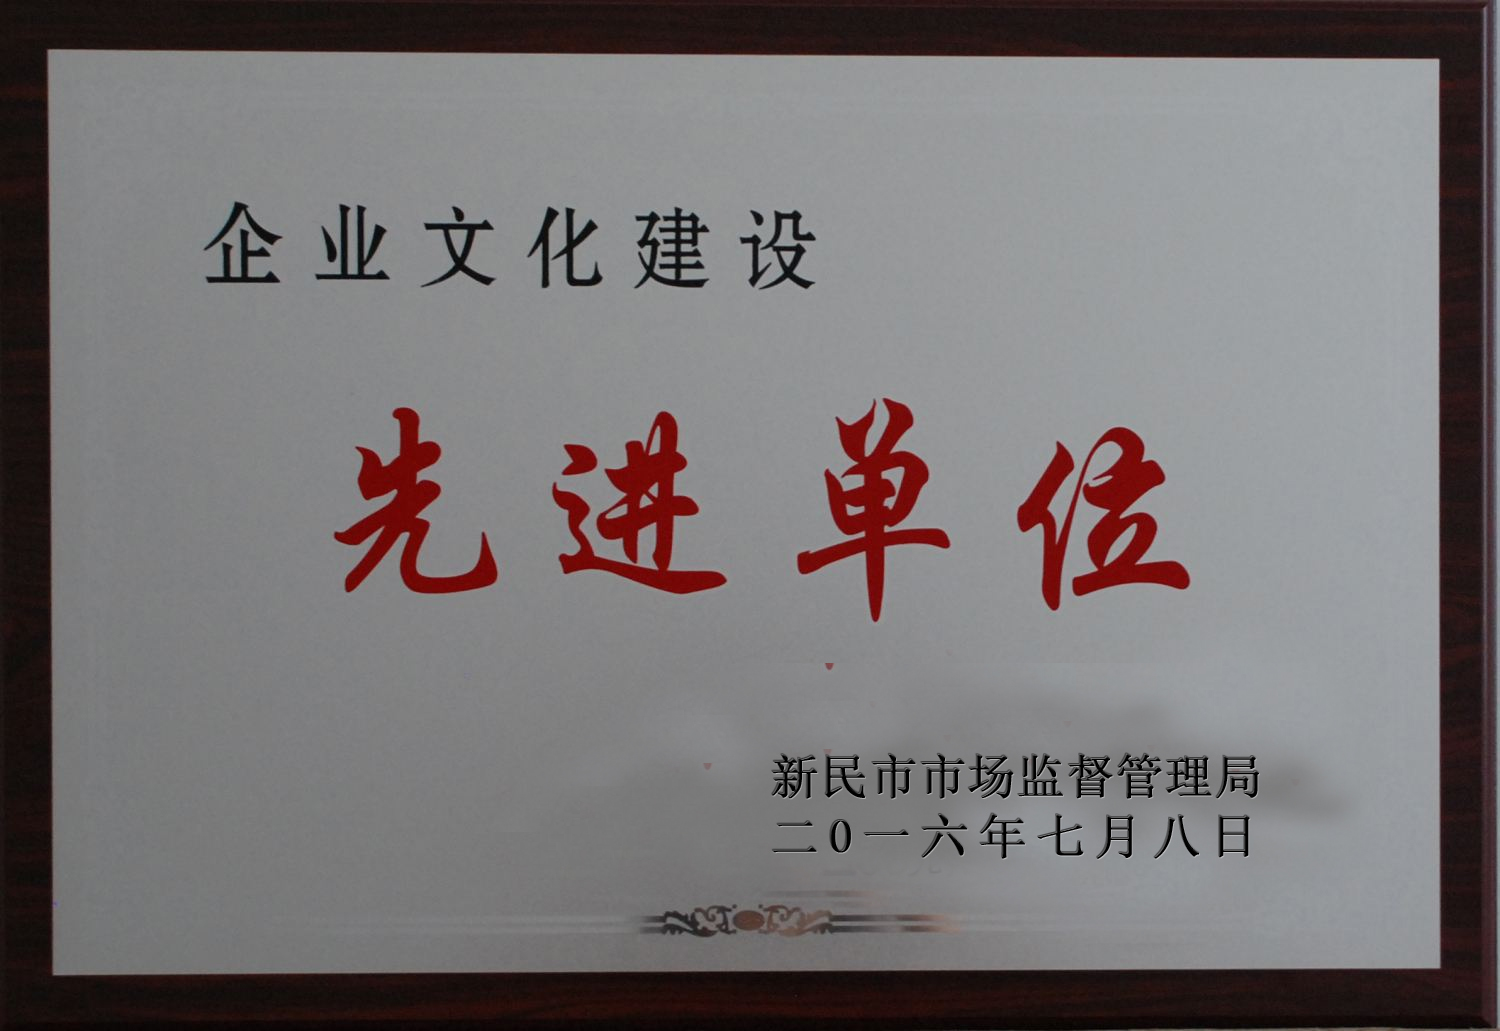 企业文化建设
先进单位
新民市市场监督管理局
二0一六年七月八日